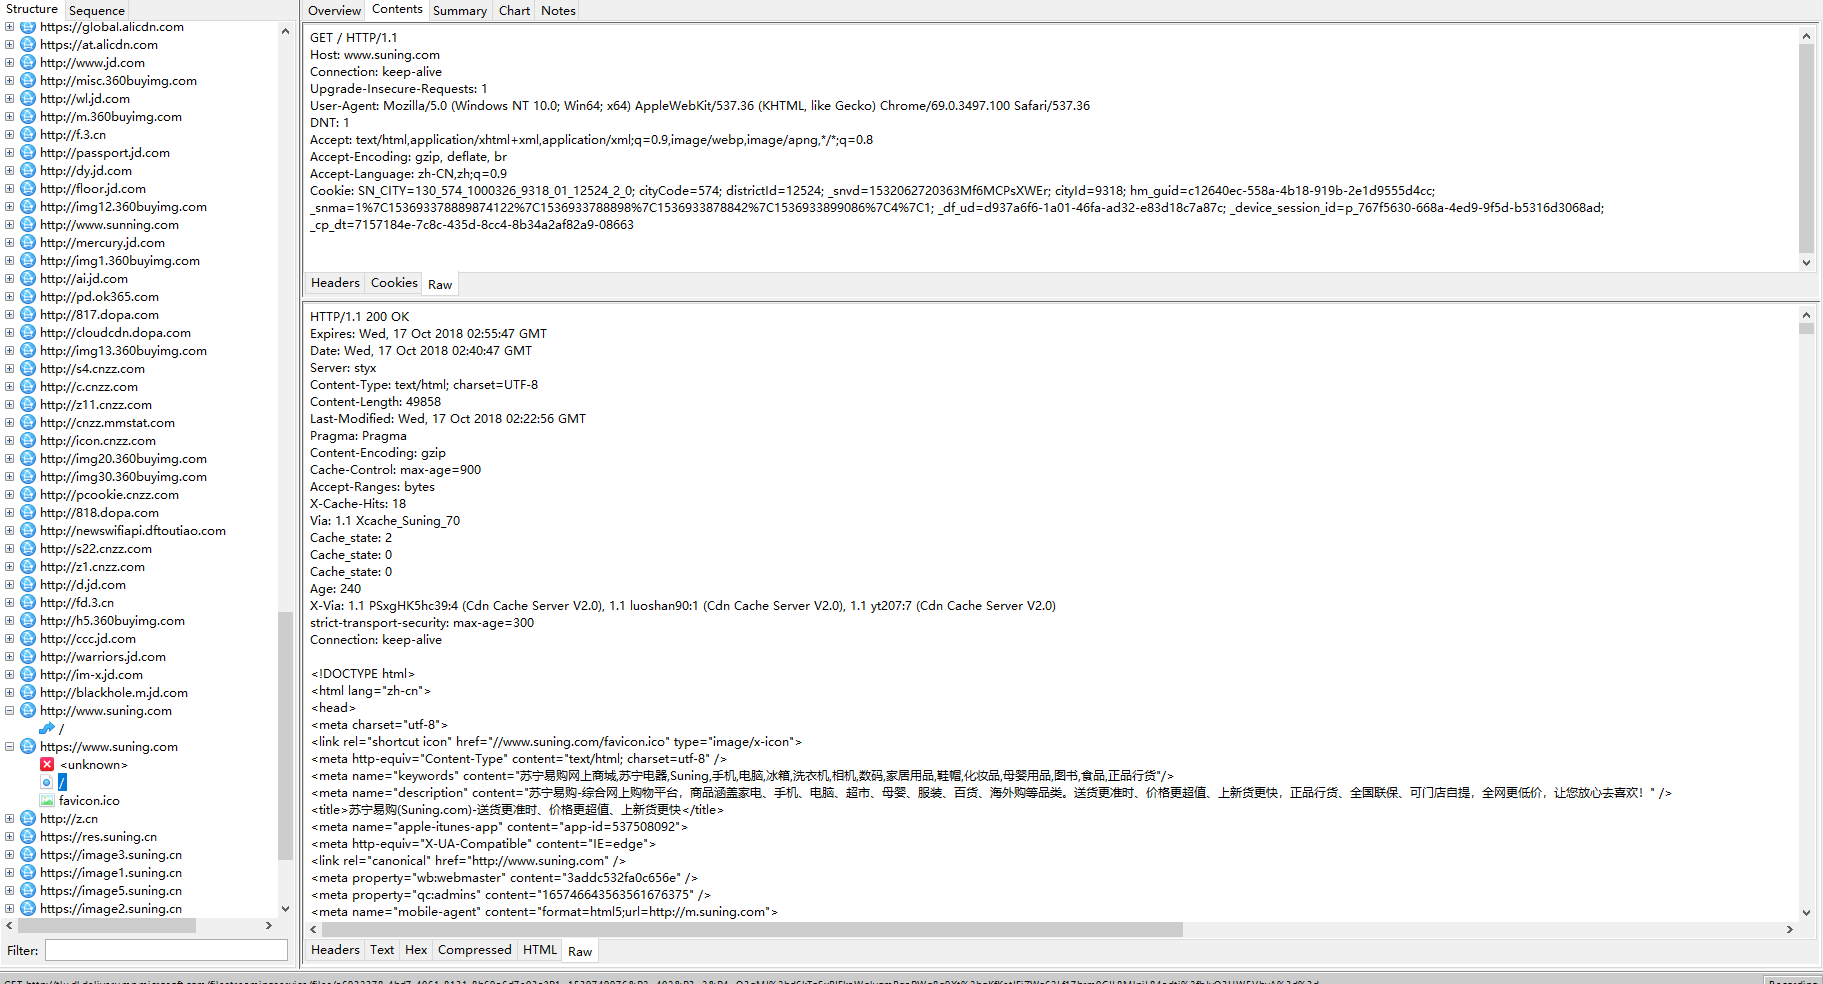 Structure
Sequence
https://global.alicdn.com
https://at.alicdn.com
http://www.jd.com
http://misc.360buyimg.com
http://wl.jd.com
http://m.360buyimg.com
http://f.3.cn
http://passport.jd.com
http://dy.jd.com
http://floor.jd.com
http://img12.360buyimg.com
http://www.sunning.com
http://mercury.jd.com
http://img1.360buyimg.com
http://ai.jd.com
http://pd.ok365.com
http://817.dopa.com
http://cloudcdn.dopa.com
http://img13.360buyimg.com
http://s4.cnzz.com
http://c.cnzz.com
http://z11.cnzz.com
http://cnzz.mmstat.com
http://icon.cnzz.com
http://img20.360buyimg.com
http://img30.360buyimg.com
http://pcookie.cnzz.com
http://818.dopa.com
http://newswifiapi.dftoutiao.com
http://s22.cnzz.com
http://z1.cnzz.com
http://d.jd.com
http://fd.3.cn
http://h5.360buyimg.com
http://ccc.jd.com
http://warriors.jd.com
http://im-x.jd.com
http://blackhole.m.jd.com
http://www.suning.com
/
https://www.suning.com
<unknown>
/
favicon.ico
http://z.cn
https://res.suning.cn
https://image3.suning.cn
https://image1.suning.cn
https://image5.suning.cn
https://image2.suning.cn
Filter:
Overview Contents Summary Chart Notes
GET / HTTP/1.1
Host: www.suning.com
Connection: keep-alive
Upgrade-Insecure-Requests: 1
User-Agent: Mozilla/5.0 (Windows NT 10.0; Win64; x64) AppleWebKit/537.36 (KHTML, like Gecko) Chrome/69.0.3497.100 Safari/537.36
DNT: 1
Accept: text/html,application/xhtml+xml,application/xml;q=0.9,image/webp,image/apng,*/*;q=0.8
Accept-Encoding: gzip, deflate, br
Accept-Language: zh-CN,zh;q=0.9
Cookie: SN_CITY=130_574_1000326_9318_01_12524_2_0; cityCode=574; districtId=12524; _snvd=1532062720363Mf6MCPsXWEr; cityId=9318; hm_guid=c12640ec-558a-4b18-919b-2e1d9555d4cc;
_snma=1%7C153693378889874122%7C1536933788898%7C1536933878842%7C1536933899086%7C4%7C1; _df_ud=d937a6f6-1a01-46fa-ad32-e83d18c7a87c; _device_session_id=p_767f5630-668a-4ed9-9f5d-b5316d3068ad;
_cp_dt=7157184e-7c8c-435d-8cc4-8b34a2af82a9-08663
Headers Cookies Raw
HTTP/1.1 200 OK
Expires: Wed, 17 Oct 2018 02:55:47 GMT
Date: Wed, 17 Oct 2018 02:40:47 GMT
Server: styx
Content-Type: text/html; charset=UTF-8
Content-Length: 49858
Last-Modified: Wed, 17 Oct 2018 02:22:56 GMT
Pragma: Pragma
Content-Encoding: gzip
Cache-Control: max-age=900
Accept-Ranges: bytes
X-Cache-Hits: 18
Via: 1.1 Xcache_Suning_70
Cache_state: 2
Cache_state: 0
Cache_state: 0
Age: 240
X-Via: 1.1 PSxgHK5hc39:4 (Cdn Cache Server V2.0), 1.1 luoshan90:1 (Cdn Cache Server V2.0), 1.1 yt207:7 (Cdn Cache Server V2.0)
strict-transport-security: max-age=300
Connection: keep-alive
<!DOCTYPE html>
<html lang="zh-cn">
<head>
<meta charset="utf-8">
<link rel="shortcut icon" href="//www.suning.com/favicon.ico" type="image/x-icon">
<meta http-equiv="Content-Type" content="text/html; charset=utf-8" />
<meta name="keywords" content="苏宁易购网上商城,苏宁电器,Suning,手机,电脑,冰箱,洗衣机,相机,数码,家居用品,鞋帽,化妆品,母婴用品,图书,食品,正品行货"/>
<meta name="description" content="苏宁易购-综合网上购物平台，商品涵盖家电、手机、电脑、超市、母婴、服装、百货、海外购等品类。送货更准时、价格更超值、上新货更快，正品行货、全国联保、可门店自提，全网更低价，让您放心去喜欢！" />
<title>苏宁易购(Suning.com)-送货更准时、价格更超值、上新货更快</title>
<meta name="apple-itunes-app" content="app-id=537508092">
<meta http-equiv="X-UA-Compatible" content="IE=edge">
<link rel="canonical" href="http://www.suning.com" />
<meta property="wb:webmaster" content="3addc532fa0c656e" />
<meta property="qc:admins" content="165746643563561676375" />
<meta name="mobile-agent" content="format=html5;url=http://m.suning.com">
Headers Text Hex Compressed HTML Raw